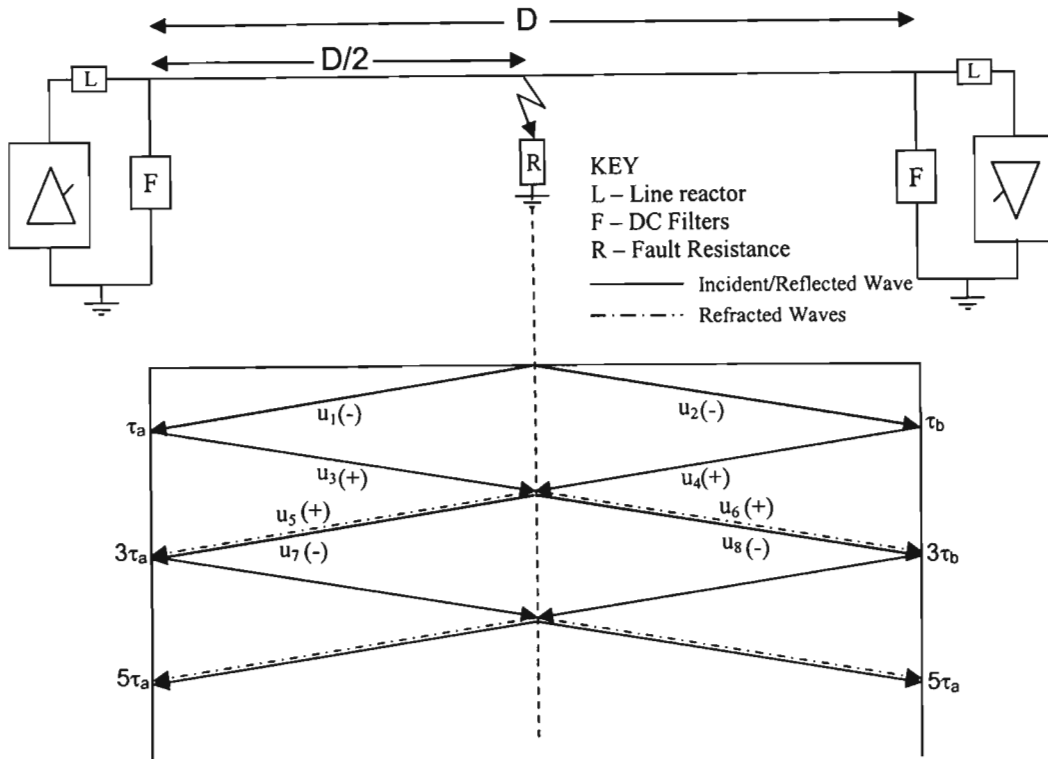 D
D/2
L
L
F
R
F
KEY
L – Line reactor
F – DC Filters
R – Fault Resistance
Incident/Reflected Wave
Refracted Waves
u1(-)
u2(-)
τa
τb
u3(+)
u4(+)
u5(+)
u6(+)
3τa
u7(-)
u8(-)
3τb
5τa
5τa